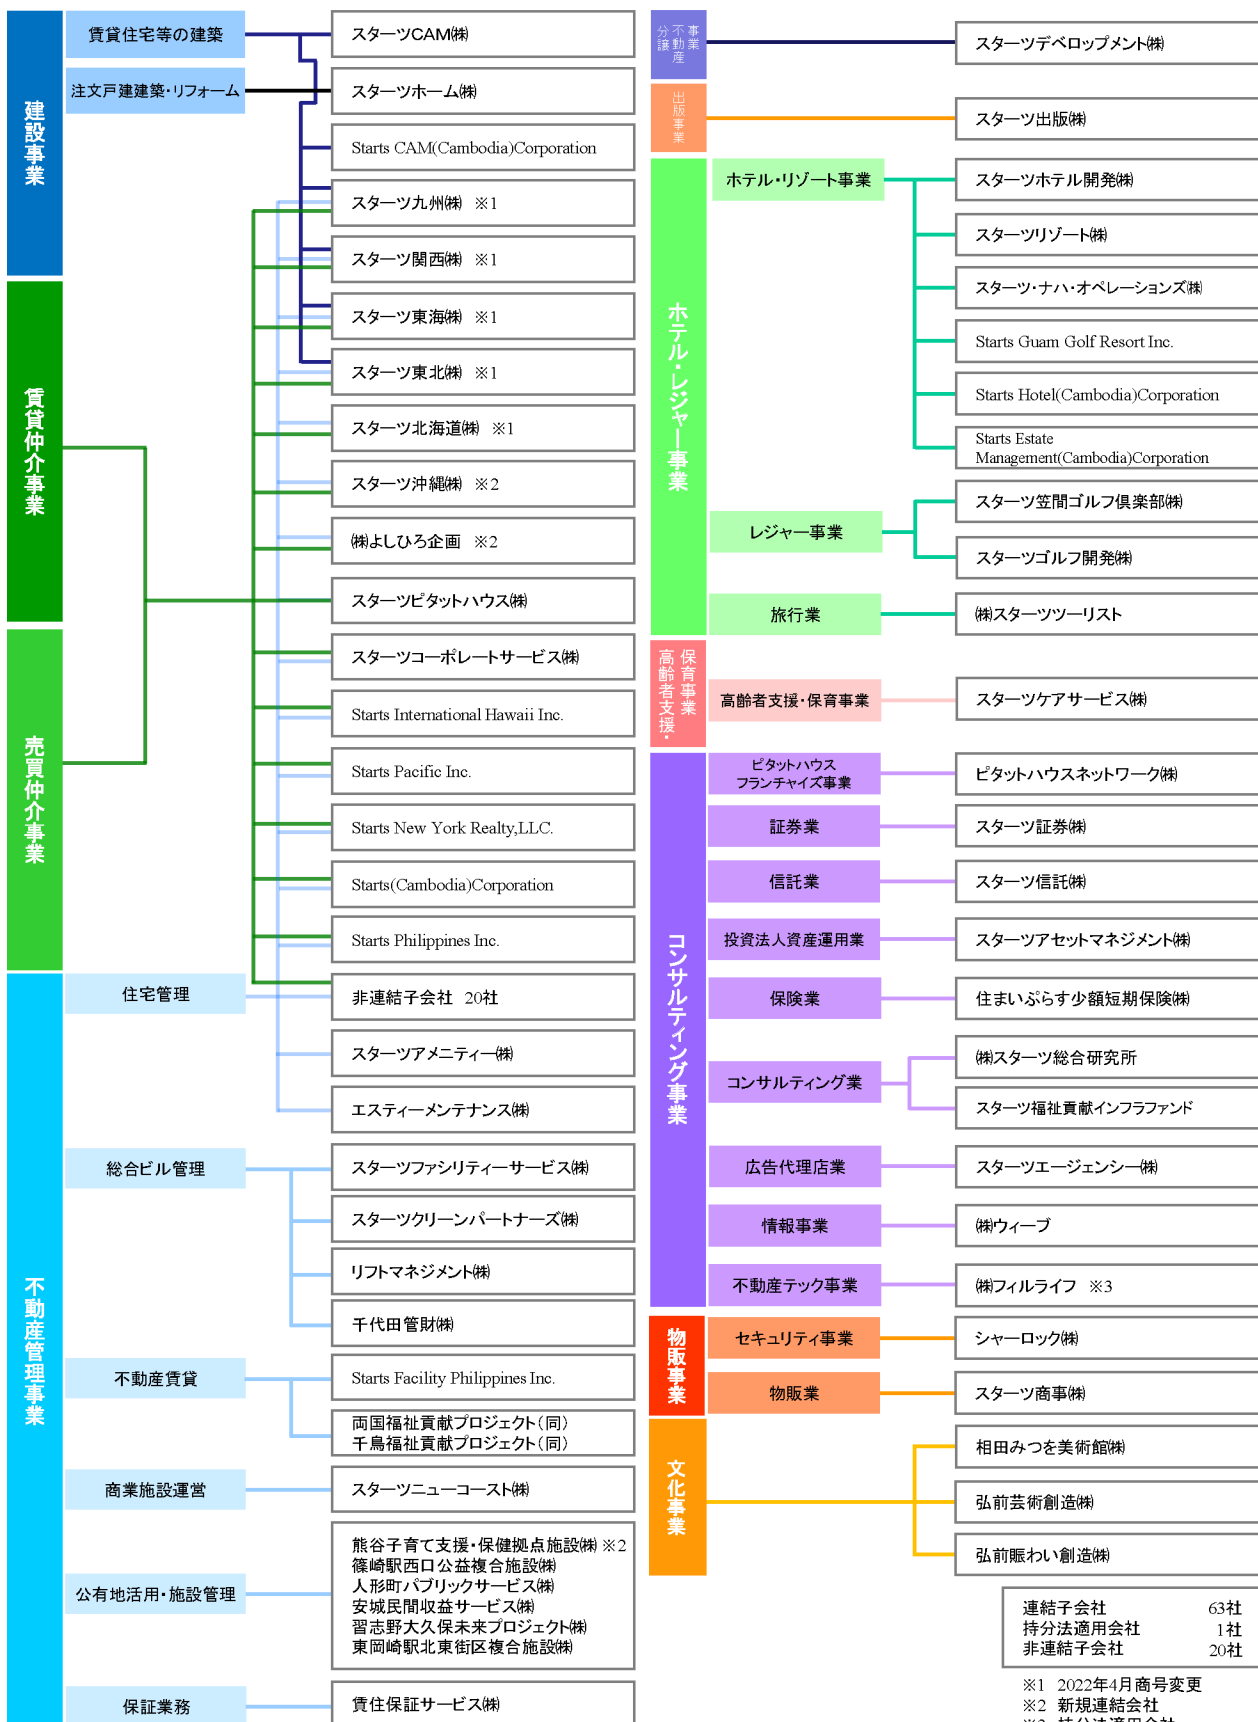 建設事業
賃貸住宅等の建築
スターツCAM㈱
注文戸建建築・リフォーム
スターツホーム㈱
Starts CAM(Cambodia)Corporation
スターツ九州㈱ ※1
スターツ関西㈱ ※1
スターツ東海㈱ ※1
スターツ東北㈱ ※1
スターツ北海道㈱ ※1
スターツ沖縄㈱ ※2
㈱よしひろ企画 ※2
スターツピタットハウス㈱
スターツコーポレートサービス㈱
Starts International Hawaii Inc.
Starts Pacific Inc.
Starts New York Realty,LLC.
Starts(Cambodia)Corporation
Starts Philippines Inc.
賃貸仲介事業
売買仲介事業
不動産管理事業
住宅管理
非連結子会社 20社
スターツアメニティー㈱
エスティーメンテナンス㈱
総合ビル管理
スターツファシリティーサービス㈱
スターツクリーンパートナーズ㈱
リフトマネジメント㈱
千代田管財㈱
不動産賃貸
Starts Facility Philippines Inc.
両国福祉貢献プロジェクト(同)
千鳥福祉貢献プロジェクト(同)
商業施設運営
スターツニューコースト㈱
公有地活用・施設管理
熊谷子育て支援・保健拠点施設㈱ ※2
篠崎駅西口公益複合施設㈱
人形町パブリックサービス㈱
安城民間収益サービス㈱
習志野大久保未来プロジェクト㈱
東岡崎駅北東街区複合施設㈱
保証業務
賃住保証サービス㈱
事業
不動産
分譲
スターツデベロップメント㈱
出版事業
スターツ出版㈱
ホテル・レジャー事業
ホテル・リゾート事業
スターツホテル開発㈱
スターツリゾート㈱
スターツ・ナハ・オペレーションズ㈱
Starts Guam Golf Resort Inc.
Starts Hotel(Cambodia)Corporation
Starts Estate
Management(Cambodia)Corporation
レジャー事業
スターツ笠間ゴルフ倶楽部㈱
スターツゴルフ開発㈱
旅行業
㈱スターツツーリスト
保育事業
高齢者支援・
高齢者支援・保育事業
スターツケアサービス㈱
コンサルティング事業
ピタットハウス
フランチャイズ事業
ピタットハウスネットワーク㈱
証券業
スターツ証券㈱
信託業
スターツ信託㈱
投資法人資産運用業
スターツアセットマネジメント㈱
保険業
住まいぷらす少額短期保険㈱
コンサルティング業
㈱スターツ総合研究所
スターツ福祉貢献インフラファンド
広告代理店業
スターツエージェンシー㈱
情報事業
㈱ウィーブ
不動産テック事業
㈱フィルライフ ※3
物販事業
セキュリティ事業
シャーロック㈱
物販業
スターツ商事㈱
文化事業
相田みつを美術館㈱
弘前芸術創造㈱
弘前賑わい創造㈱
連結子会社 63社
持分法適用会社 1社
非連結子会社 20社
※1 2022年4月商号変更
※2 新規連結会社